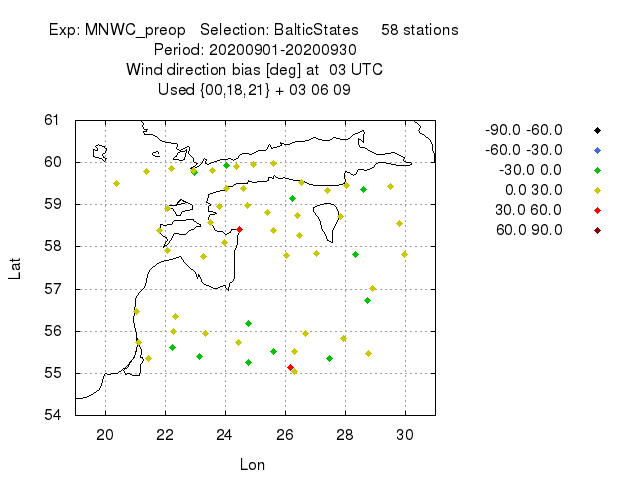 Exp: MNWC_preop   Selection: BalticStates     58 stations
Period: 20200901-20200930
Wind direction bias [deg] at  03 UTC
Used {00,18,21} + 03 06 09
61
60
59
58
57
56
55
54
Lat
20 22 24 26 28 30
Lon
-90.0 -60.0
-60.0 -30.0
-30.0 0.0
0.0 30.0
30.0 60.0
60.0 90.0